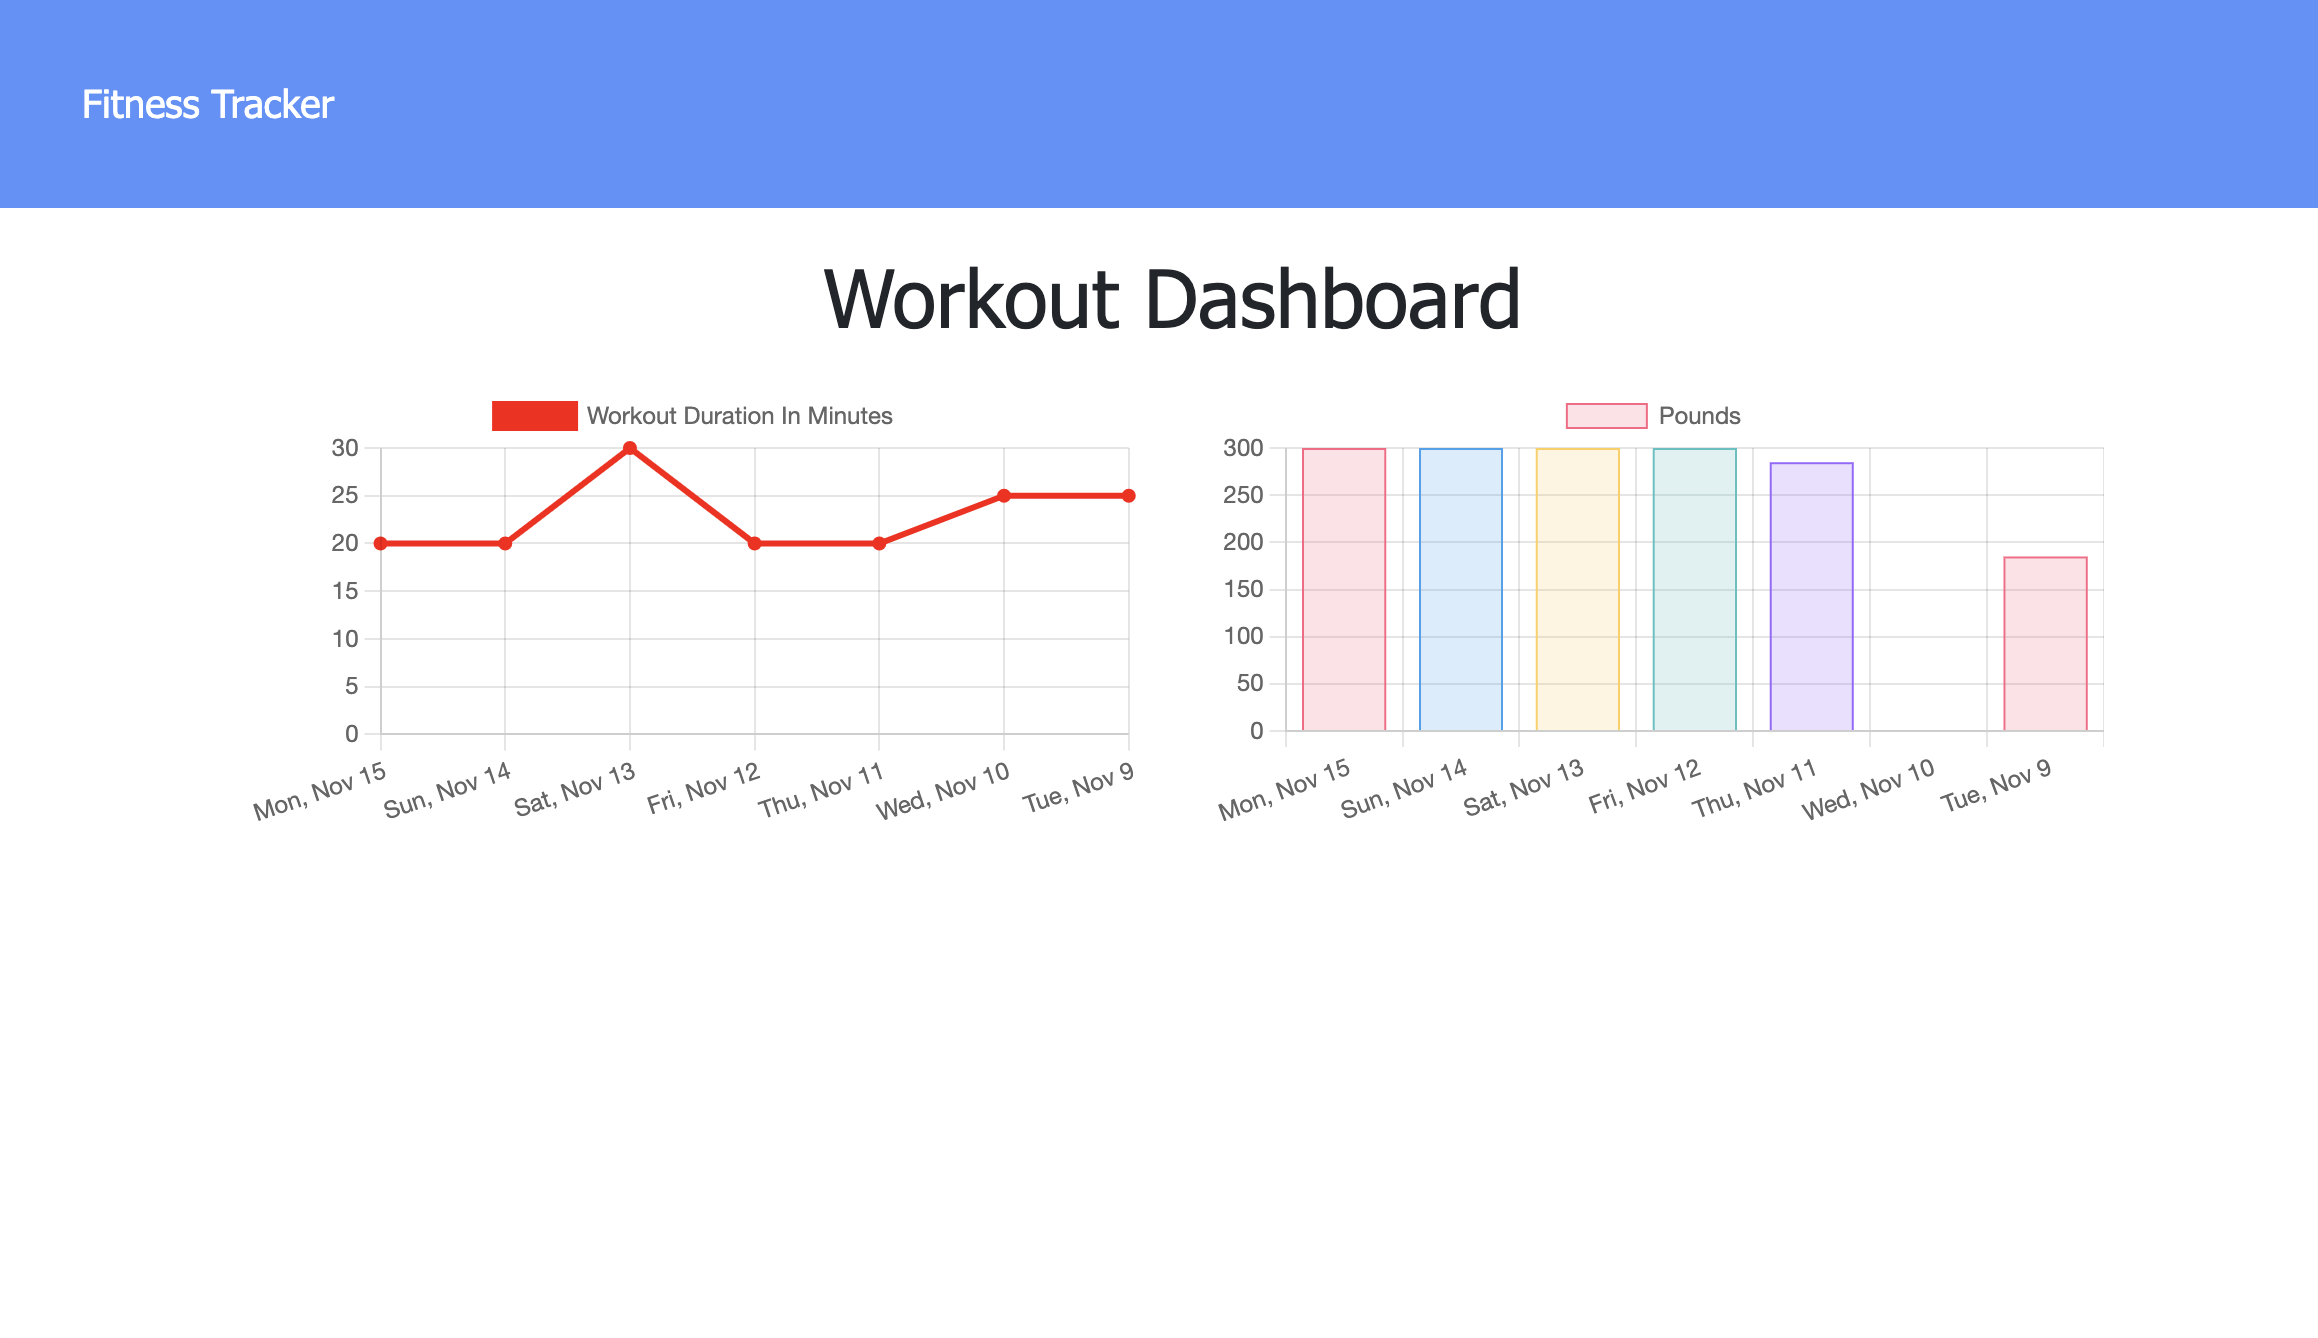 Fitness Tracker
Workout Dashboard
Workout Duration In Minutes
30
25
20
15
10
5
0
Mon, Nov 15
Sun, Nov 14
Sat, Nov 13
Fri, Nov 12
Thu, Nov 11
Wed, Nov 10
Tue, Nov 9
Pounds
300
250
200
150
100
50
0
Mon, Nov 15
Sun, Nov 14
Sat, Nov 13
Fri, Nov 12
Thu, Nov 11
Wed, Nov 10
Tue, Nov 9